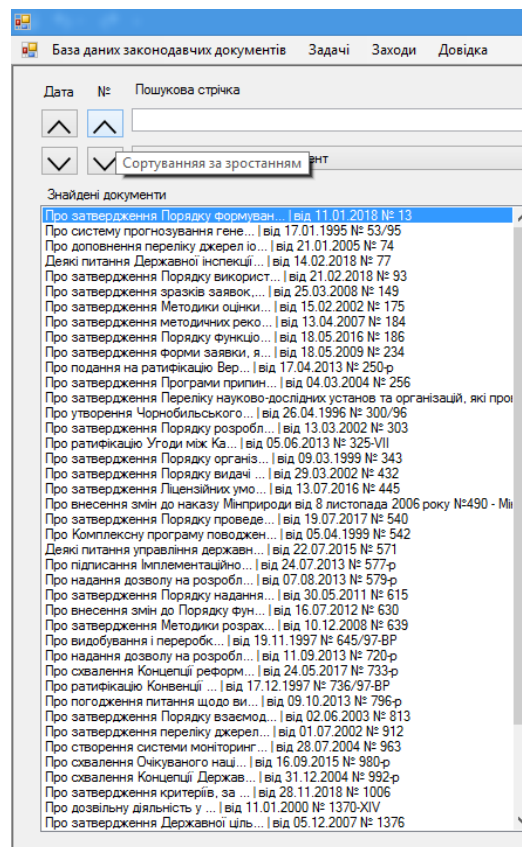 База даних законодавчих документів Задачі Заходи Довідка
Дата № Пошукова стрічка
Сортуванняя за зростанням
ент
Знайдені документи
Про затвердження Порядку формуван... | від 11.01.2018 № 13
Про систему прогнозування гене... | від 17.01.1995 № 53/95
Про доповнення переліку джерел іо... | від 21.01.2005 № 74
Деякі питання Державної інспекції... | від 14.02.2018 № 77
Про затвердження Порядку використ... | від 21.02.2018 № 93
Про затвердження зразків заявок,... | від 25.03.2008 № 149
Про затвердження Методики оцінки... | від 15.02.2002 № 175
Про затвердження методичних реко... | від 13.04.2007 № 184
Про затвердження Порядку функціо... | від 18.05.2016 № 186
Про затвердження форми заявки, я... | від 18.05.2009 № 234
Про подання на ратифікацію Вер... | від 17.04.2013 № 250-р
Про затвердження Програми припин... | від 04.03.2004 № 256
Про затвердження Переліку науково-дослідних установ та організацій, які про
Про утворення Чорнобильського... | від 26.04.1996 № 300/96
Про затвердження Порядку розробл... | від 13.03.2002 № 303
Про ратифікацію Угоди між Ка... | від 05.06.2013 № 325-VII
Про затвердження Порядку організ... | від 09.03.1999 № 343
Про затвердження Порядку видачі ... | від 29.03.2002 № 432
Про затвердження Ліцензійних умо... | від 13.07.2016 № 445
Про внесення змін до наказу Мінприроди від 8 листопада 2006 року №490 - Мі
Про затвердження Порядку проведе... | від 19.07.2017 № 540
Про Комплексну програму поводжен... | від 05.04.1999 № 542
Деякі питання управління державн... | від 22.07.2015 № 571
Про підписання Імплементаційно... | від 24.07.2013 № 577-р
Про надання дозволу на розробл... | від 07.08.2013 № 579-р
Про затвердження Порядку надання... | від 30.05.2011 № 615
Про внесення змін до Порядку фун... | від 16.07.2012 № 630
Про затвердження Методики розрах... | від 10.12.2008 № 639
Про видобування і переробк... | від 19.11.1997 № 645/97-ВР
Про надання дозволу на розробл... | від 11.09.2013 № 720-р
Про схвалення Концепції реформ... | від 24.05.2017 № 733-р
Про ратифікацію Конвенції ... | від 17.12.1997 № 736/97-ВР
Про погодження питання щодо ви... | від 09.10.2013 № 796-р
Про затвердження Порядку взаємод... | від 02.06.2003 № 813
Про затвердження переліку джерел... | від 01.07.2002 № 912
Про створення системи моніторинг... | від 28.07.2004 № 963
Про схвалення Очікуваного наці... | від 16.09.2015 № 980-р
Про схвалення Концепції Держав... | від 31.12.2004 № 992-р
Про затвердження критеріїв, за ... | від 28.11.2018 № 1006
Про дозвільну діяльність у ... | від 11.01.2000 № 1370-XIV
Про затвердження Державної ціль... | від 05.12.2007 № 1376